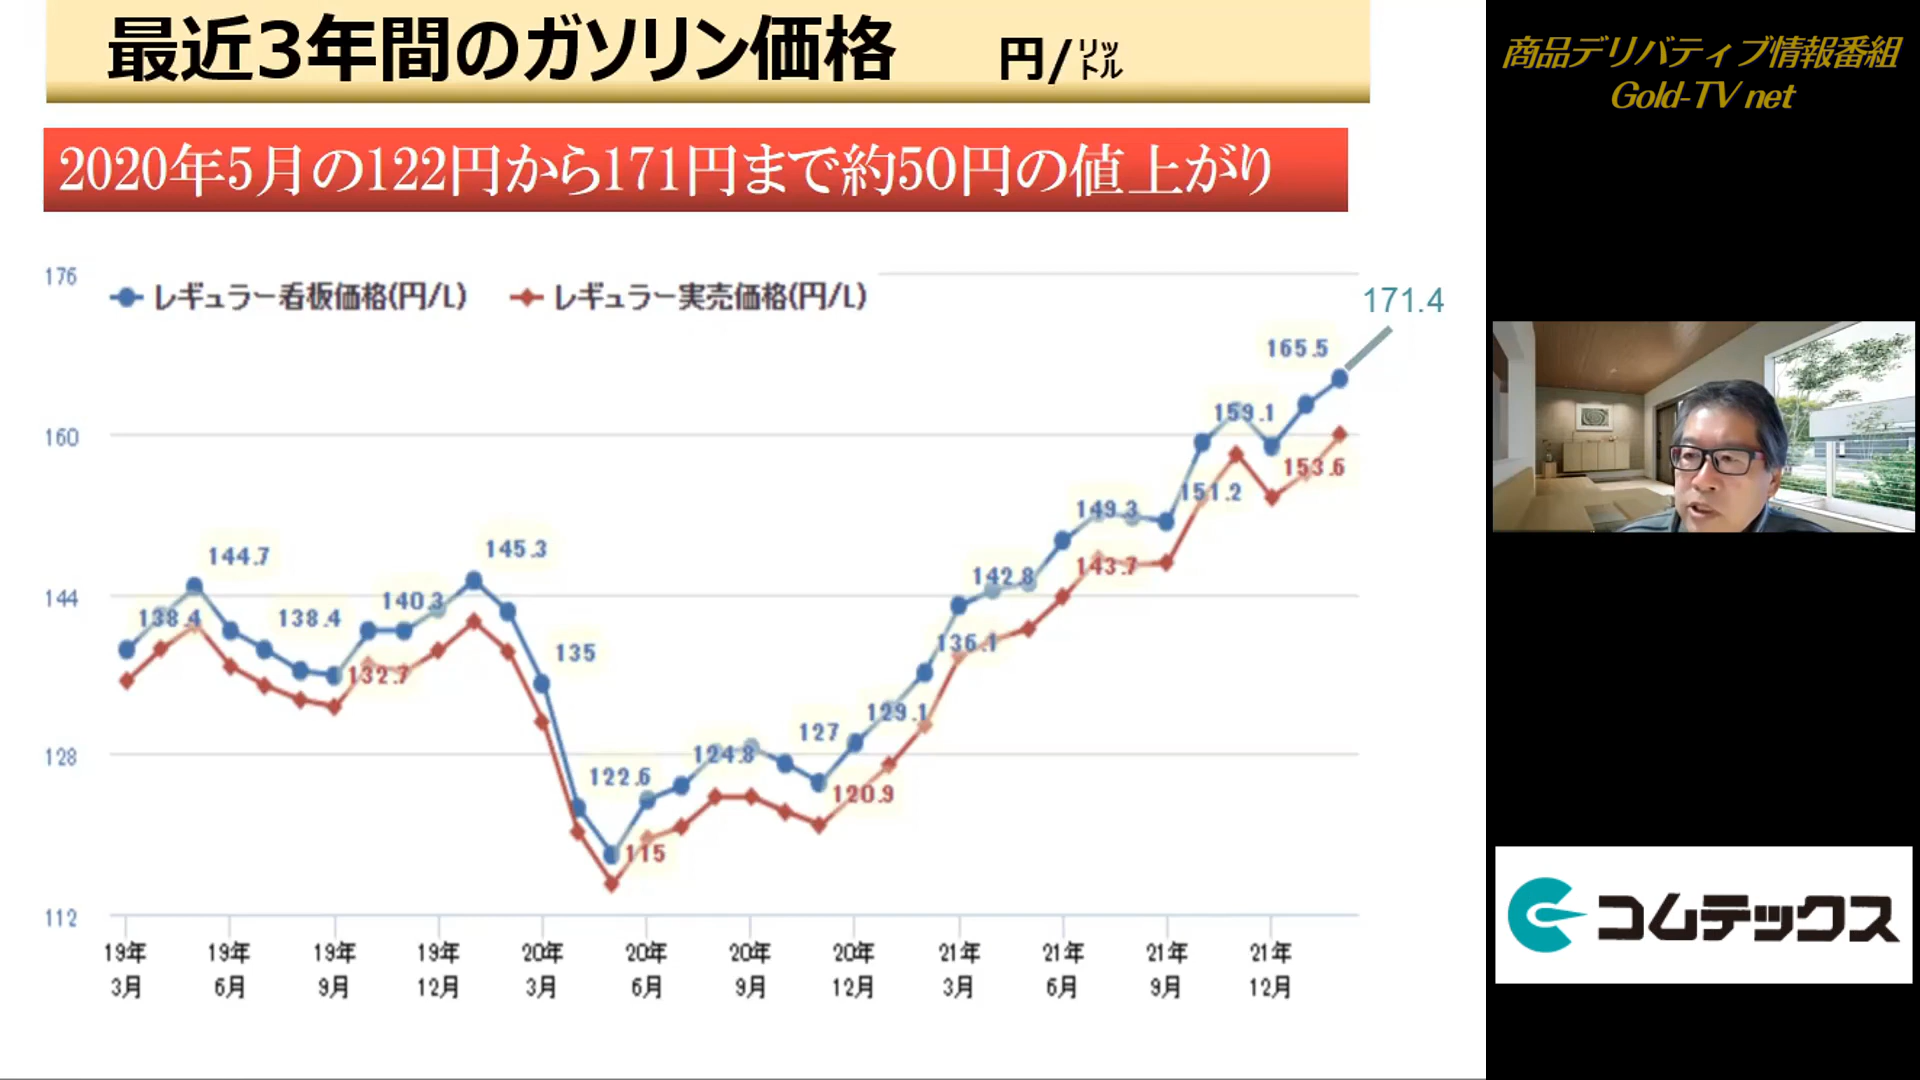 最近3年間のガソリン価格 円/リットル
2020年5月の122円から171円まで約50円の値上がり
レギュラー看板価格(円/L) レギュラー実売価格(円/L)
176
160
144
128
112
171.4
165.5
159.1
153.6
151.2
149.3
143.7
142.8
136.1
145.3
144.7
140.3
138.4
138.4
132.7
135
129.1
127
124.8
122.6
120.9
115
19年3月
19年6月
19年9月
19年12月
20年3月
20年6月
20年9月
20年12月
21年3月
21年6月
21年9月
21年12月
商品デリバティブ情報番組
Gold-TV net
コムテックス